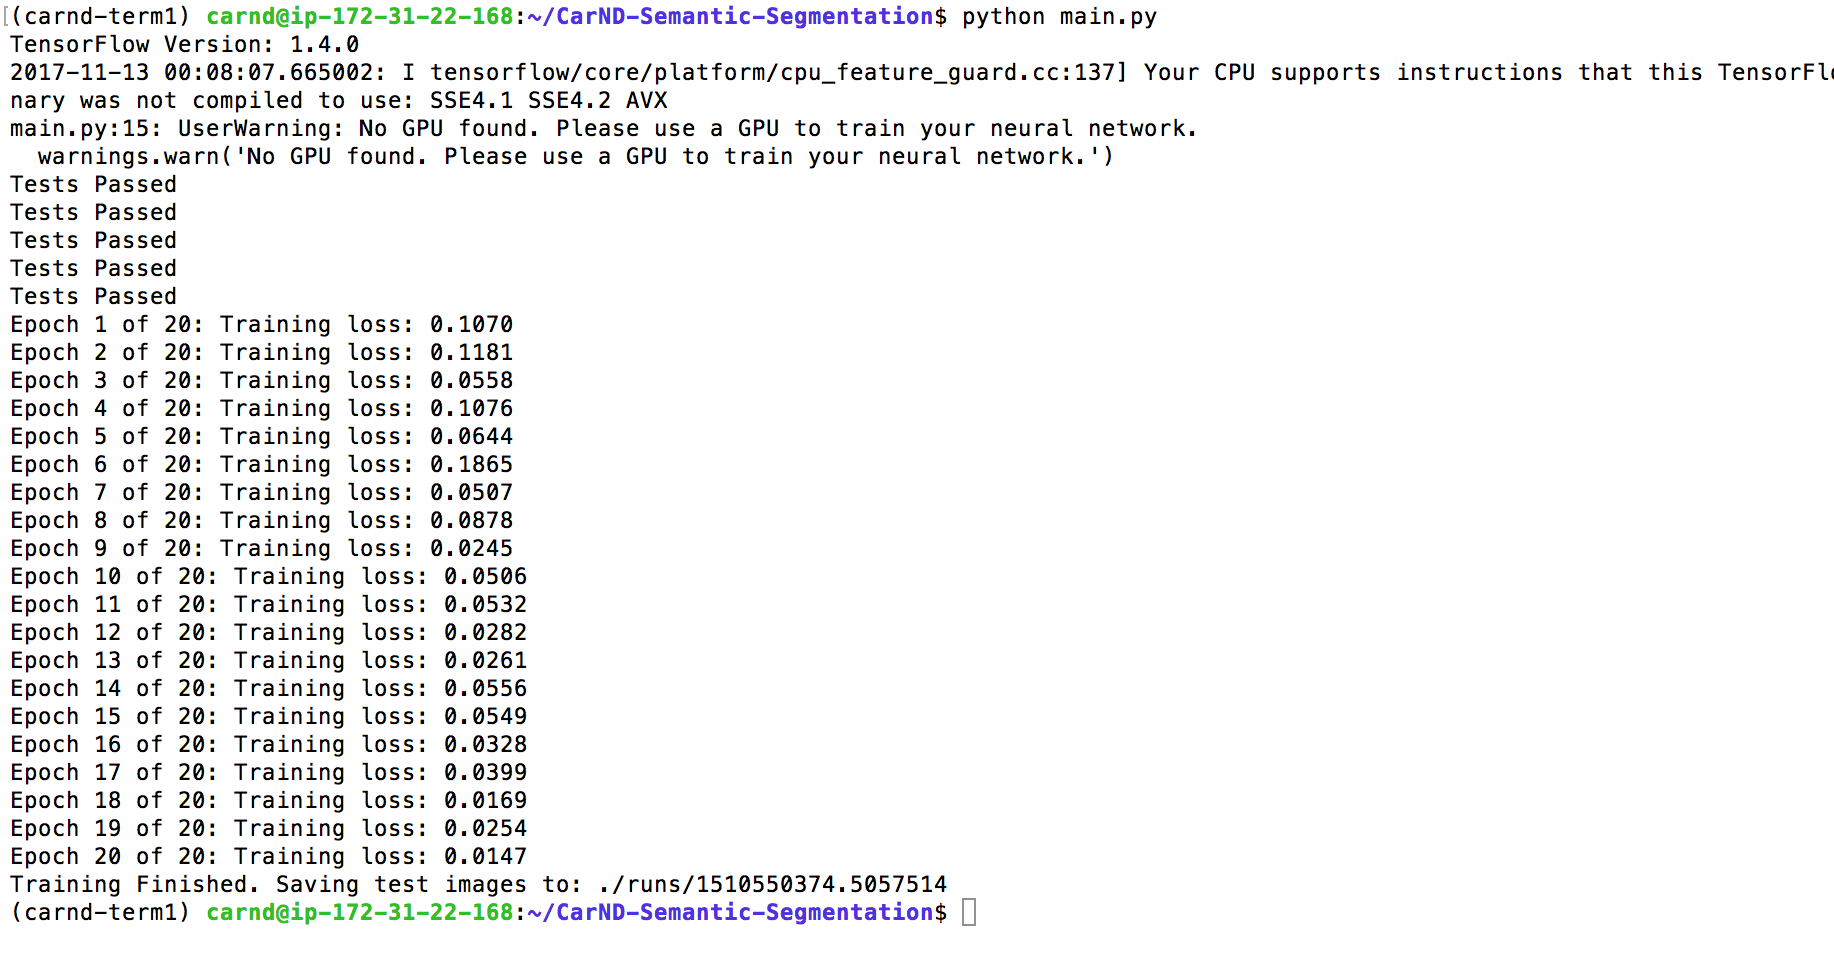 (carnd-term1) carnd@ip-172-31-22-168:~/CarND-Semantic-Segmentation$ python main.py
TensorFlow Version: 1.4.0
2017-11-13 00:08:07.665002: I tensorflow/core/platform/cpu_feature_guard.cc:137] Your CPU supports instructions that this
nary was not compiled to use: SSE4.1 SSE4.2 AVX
main.py:15: UserWarning: No GPU found. Please use a GPU to train your neural network.
  warnings.warn('No GPU found. Please use a GPU to train your neural network.')
Tests Passed
Tests Passed
Tests Passed
Tests Passed
Tests Passed
Epoch 1 of 20: Training loss: 0.1070
Epoch 2 of 20: Training loss: 0.1181
Epoch 3 of 20: Training loss: 0.0558
Epoch 4 of 20: Training loss: 0.1076
Epoch 5 of 20: Training loss: 0.0644
Epoch 6 of 20: Training loss: 0.1865
Epoch 7 of 20: Training loss: 0.0507
Epoch 8 of 20: Training loss: 0.0878
Epoch 9 of 20: Training loss: 0.0245
Epoch 10 of 20: Training loss: 0.0506
Epoch 11 of 20: Training loss: 0.0532
Epoch 12 of 20: Training loss: 0.0282
Epoch 13 of 20: Training loss: 0.0261
Epoch 14 of 20: Training loss: 0.0556
Epoch 15 of 20: Training loss: 0.0549
Epoch 16 of 20: Training loss: 0.0328
Epoch 17 of 20: Training loss: 0.0399
Epoch 18 of 20: Training loss: 0.0169
Epoch 19 of 20: Training loss: 0.0254
Epoch 20 of 20: Training loss: 0.0147
Training Finished. Saving test images to: ./runs/1510550374.5057514
(carnd-term1) carnd@ip-172-31-22-168:~/CarND-Semantic-Segmentation$